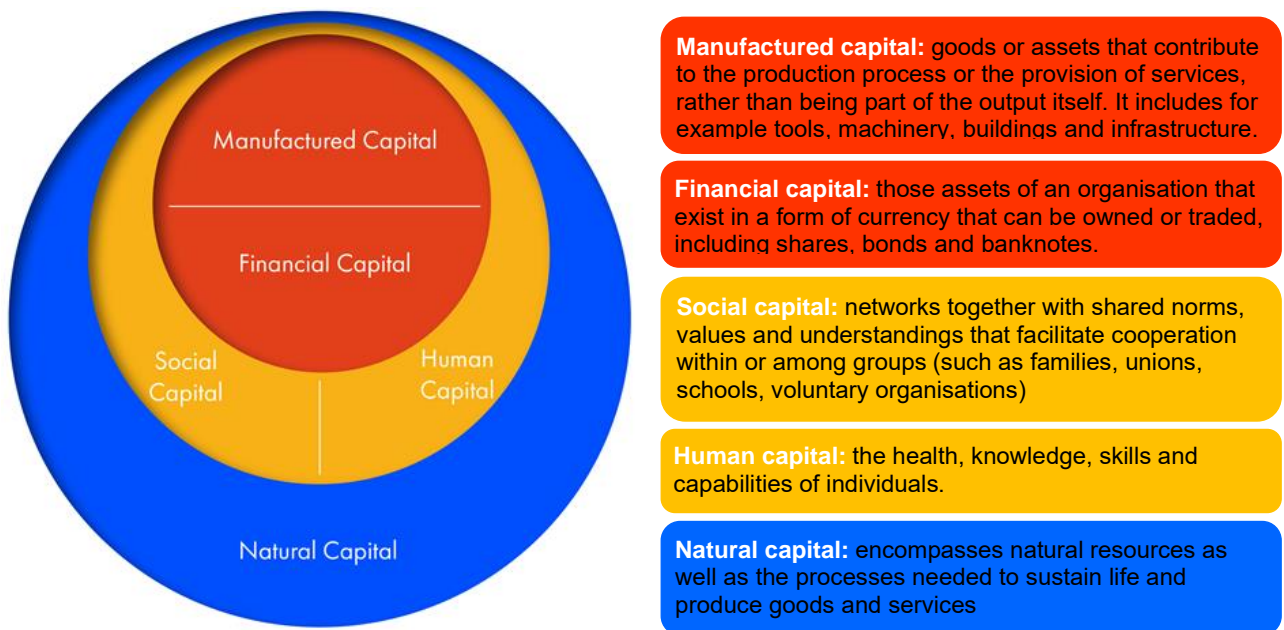 Manufactured Capital
Financial Capital
Social
Capital
Human
Capital
Natural Capital
Manufactured capital: goods or assets that contribute
to the production process or the provision of services,
rather than being part of the output itself. It includes for
example tools, machinery, buildings and infrastructure.
Financial capital: those assets of an organisation that
exist in a form of currency that can be owned or traded,
including shares, bonds and banknotes.
Social capital: networks together with shared norms,
values and understandings that facilitate cooperation
within or among groups (such as families, unions,
schools, voluntary organisations)
Human capital: the health, knowledge, skills and
capabilities of individuals.
Natural capital: encompasses natural resources as
well as the processes needed to sustain life and
produce goods and services